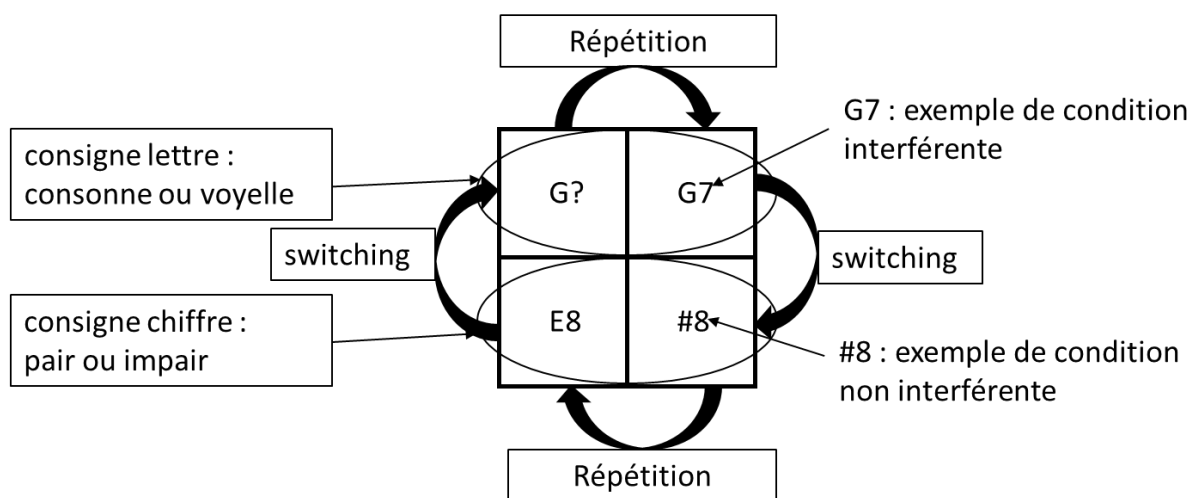 Répétition
G7 : exemple de condition
interférente
consigne lettre :
consonne ou voyelle
G?
G7
switching
switching
consigne chiffre :
pair ou impair
E8
#8
#8 : exemple de condition
non interférente
Répétition